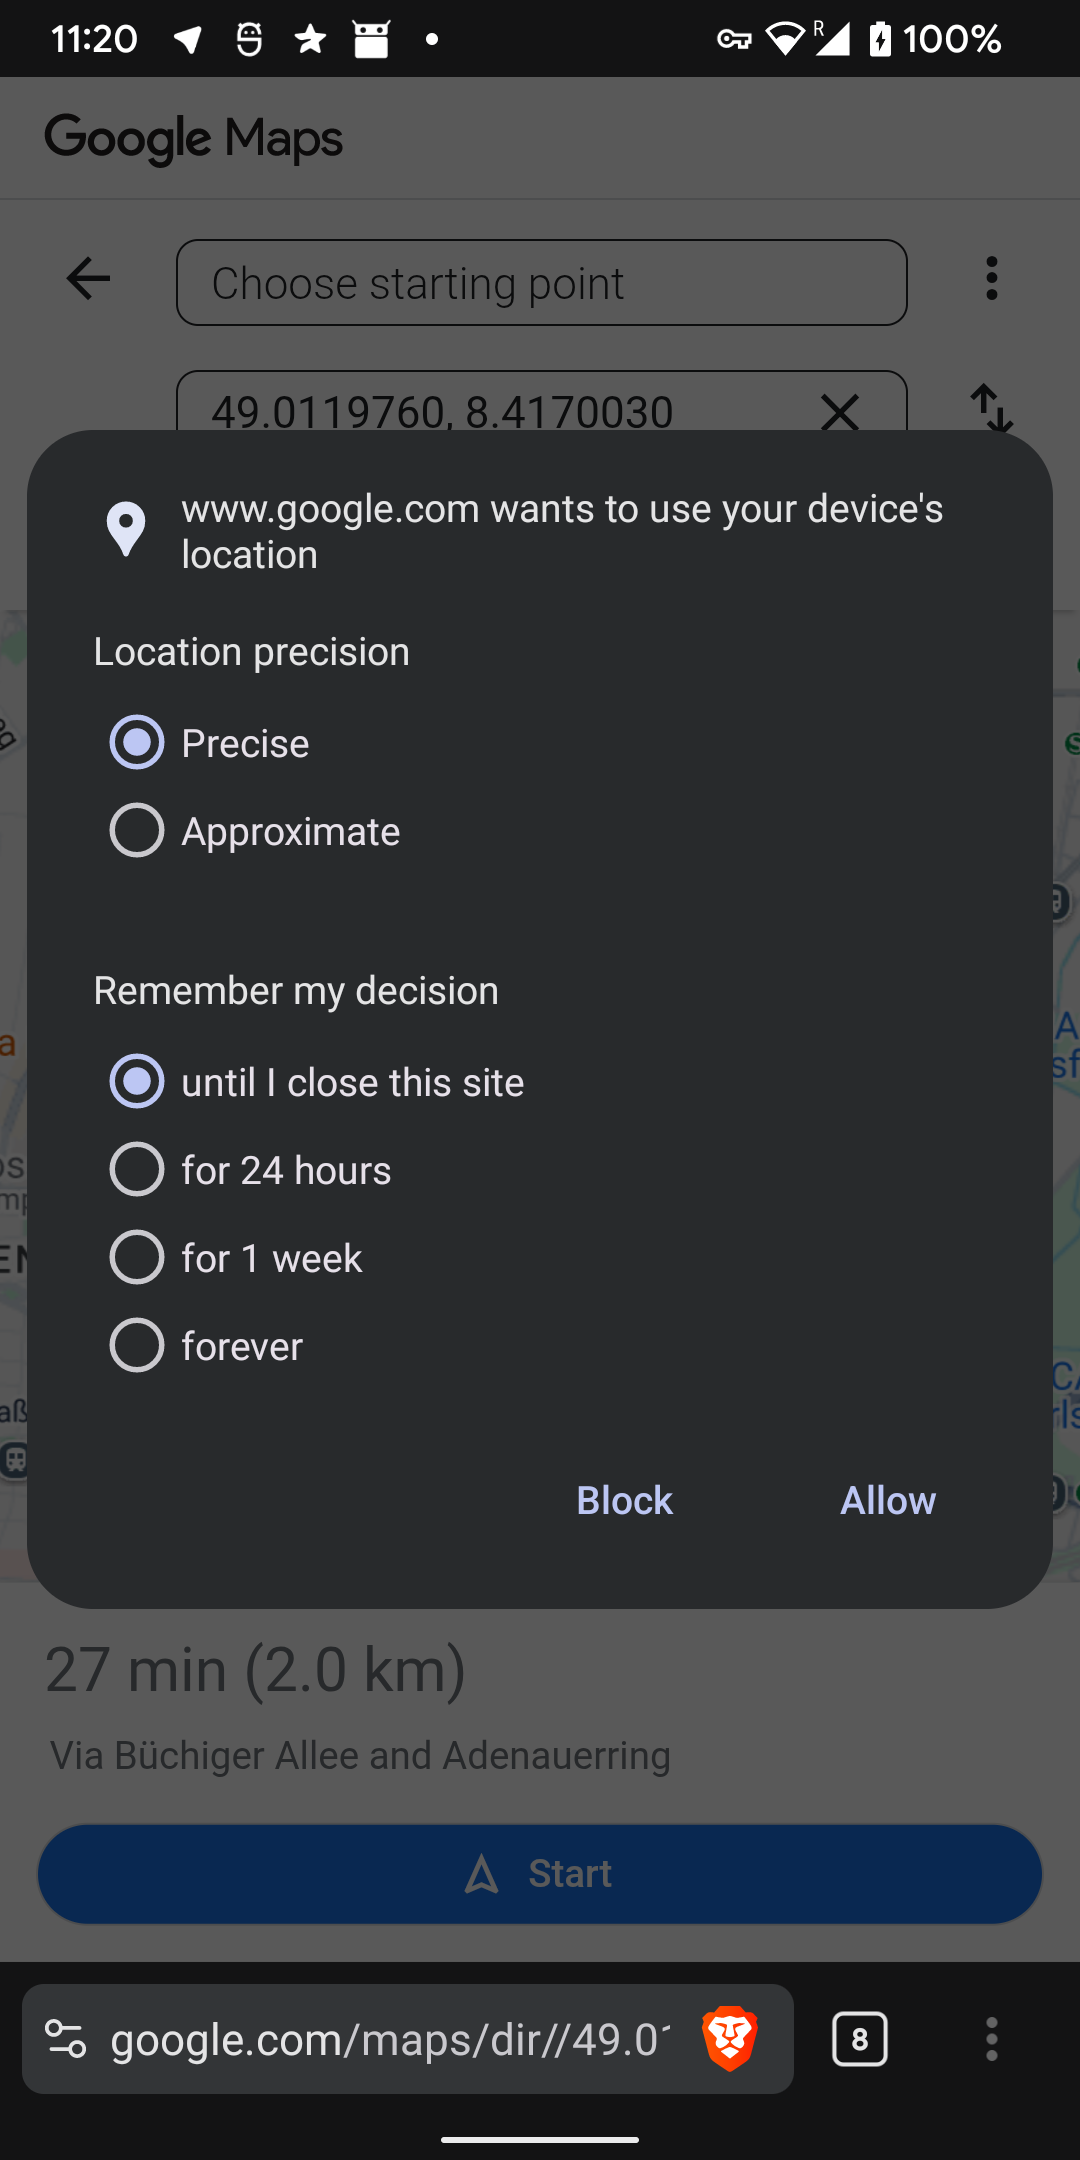 11:20
R
100%
Google Maps
Choose starting point
49.0119760, 8.4170030
www.google.com wants to use your device's
location
Location precision
Precise
Approximate
Remember my decision
until I close this site
for 24 hours
for 1 week
forever
Block
Allow
27 min (2.0 km)
Via Büchiger Allee and Adenauerring
Start
google.com/maps/dir//49.01
8